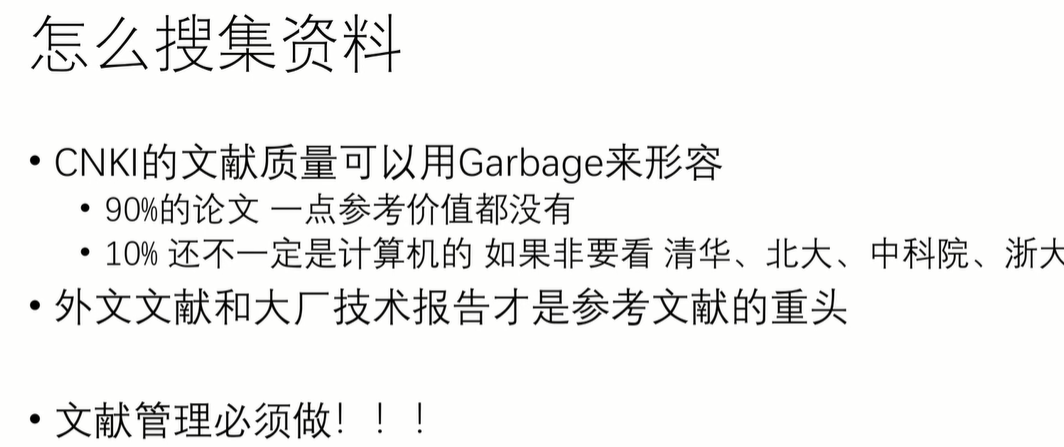 怎么搜集资料
• CNKI的文献质量可以用Garbage来形容
• 90%的论文 一点参考价值都没有
• 10% 还不一定是计算机的 如果非要看 清华、北大、中科院、浙大
• 外文文献和大厂技术报告才是参考文献的重头
• 文献管理必须做！！！